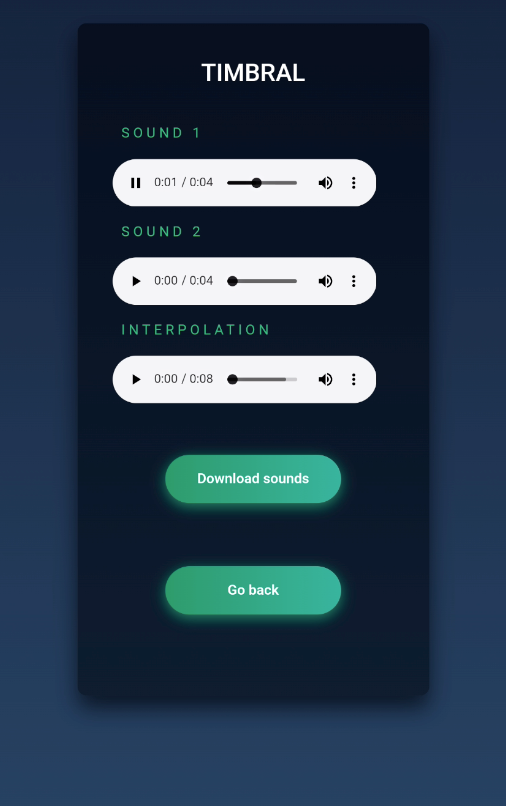 TIMBRAL
SOUND 1
0:01 / 0:04
SOUND 2
0:00 / 0:04
INTERPOLATION
0:00 / 0:08
Download sounds
Go back